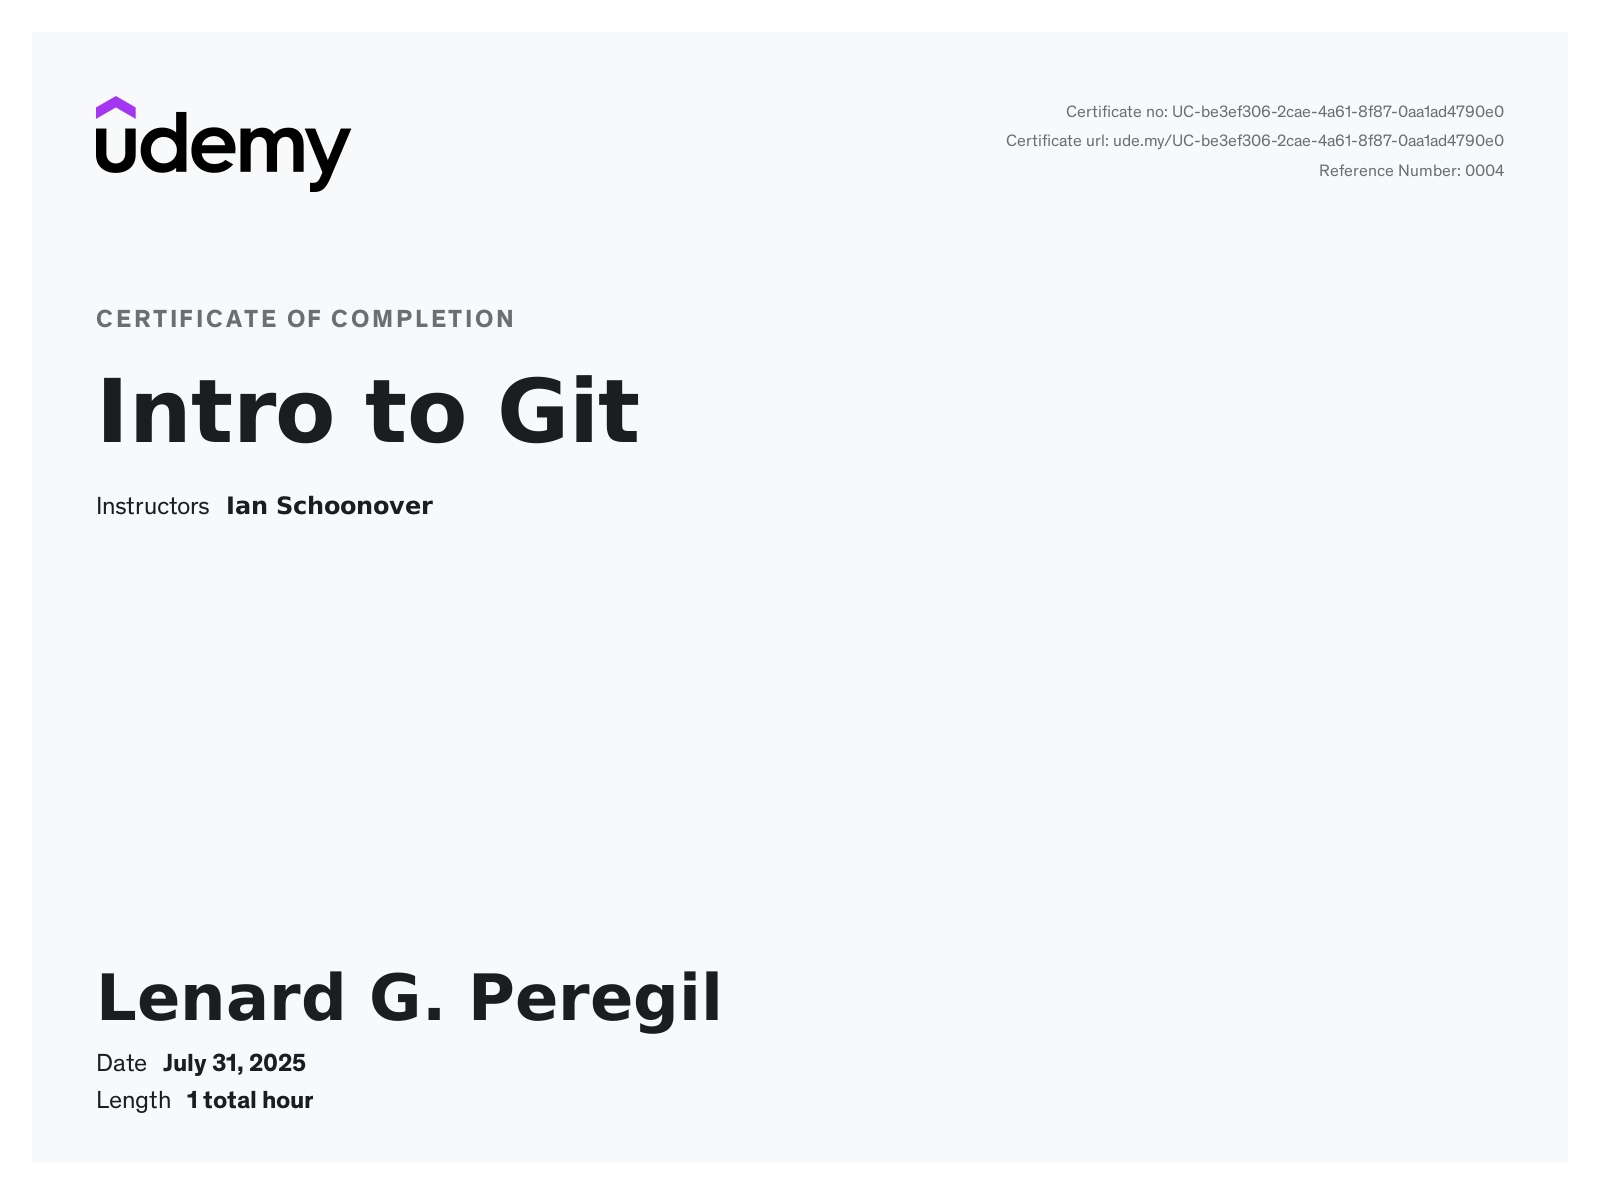 udemy
Certificate no: UC-be3ef306-2cae-4a61-8f87-0aa1ad4790e0
Certificate url: ude.my/UC-be3ef306-2cae-4a61-8f87-0aa1ad4790e0
Reference Number: 0004
CERTIFICATE OF COMPLETION
Intro to Git
Instructors Ian Schoonover
Lenard G. Peregil
Date July 31, 2025
Length 1 total hour